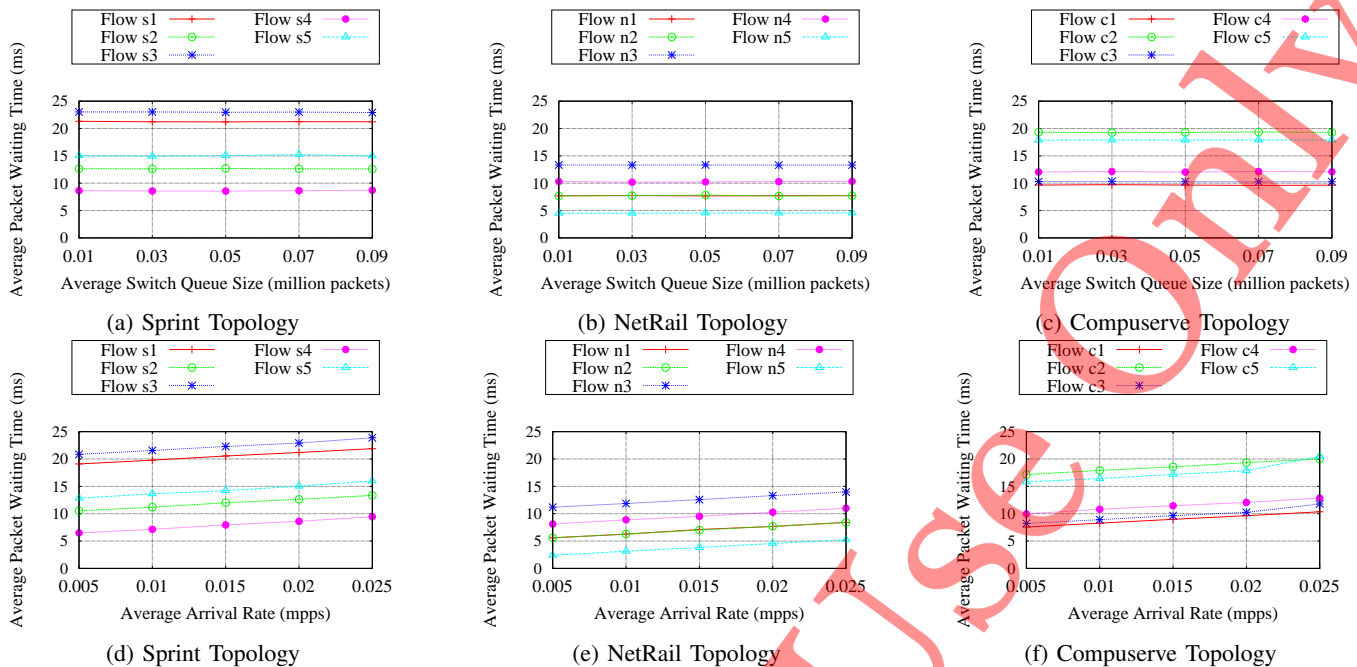 Flow s1
Flow s2
Flow s3
Flow s4
Flow s5
Average Packet Waiting Time (ms)
25
20
15
10
5
0
0.01 0.03 0.05 0.07 0.09
Average Switch Queue Size (million packets)
(a) Sprint Topology
Flow n1
Flow n2
Flow n3
Flow n4
Flow n5
Average Packet Waiting Time (ms)
25
20
15
10
5
0
0.01 0.03 0.05 0.07 0.09
Average Switch Queue Size (million packets)
(b) NetRail Topology
Flow c1
Flow c2
Flow c3
Flow c4
Flow c5
Average Packet Waiting Time (ms)
25
20
15
10
5
0
0.01 0.03 0.05 0.07 0.09
Average Switch Queue Size (million packets)
(c) Compuserve Topology
Flow s1
Flow s2
Flow s3
Flow s4
Flow s5
Average Packet Waiting Time (ms)
25
20
15
10
5
0
0.005 0.01 0.015 0.02 0.025
Average Arrival Rate (mpps)
(d) Sprint Topology
Flow n1
Flow n2
Flow n3
Flow n4
Flow n5
Average Packet Waiting Time (ms)
25
20
15
10
5
0
0.005 0.01 0.015 0.02 0.025
Average Arrival Rate (mpps)
(e) NetRail Topology
Flow c1
Flow c2
Flow c3
Flow c4
Flow c5
Average Packet Waiting Time (ms)
25
20
15
10
5
0
0.005 0.01 0.015 0.02 0.025
Average Arrival Rate (mpps)
(f) Compuserve Topology
Use Only